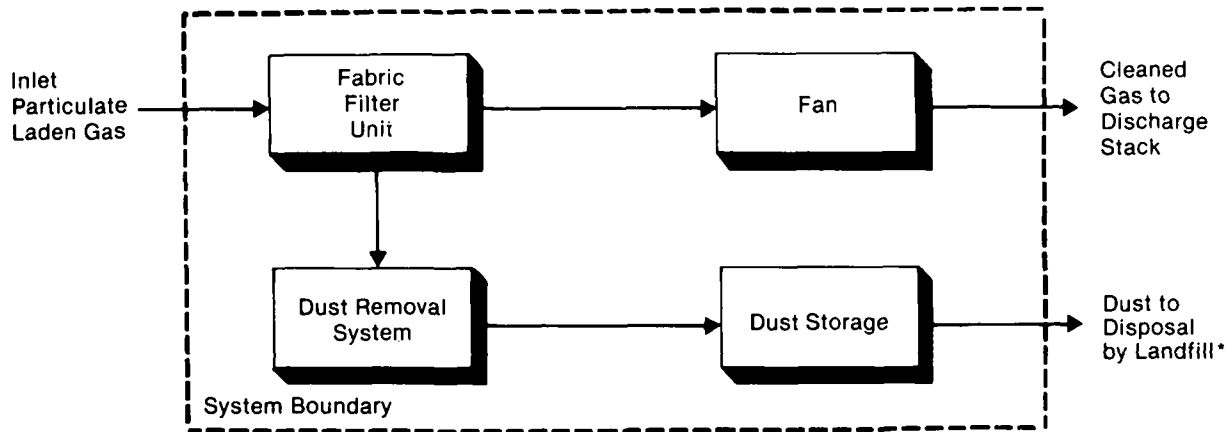 Inlet
Particulate
Laden Gas
Fabric
Filter
Unit
Fan
Cleaned
Gas to
Discharge
Stack
Dust Removal
System
Dust Storage
Dust to
Disposal
by Landfill*
System Boundary